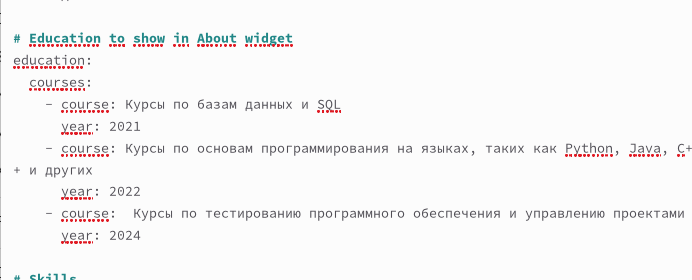 # Education to show in About widget
education:
  courses:
    - course: Курсы по базам данных и SQL
      year: 2021
    - course: Курсы по основам программирования на языках, таких как Python, Java, C+
+ и других
      year: 2022
    - course:  Курсы по тестированию программного обеспечения и управлению проектами
      year: 2024
# Skills